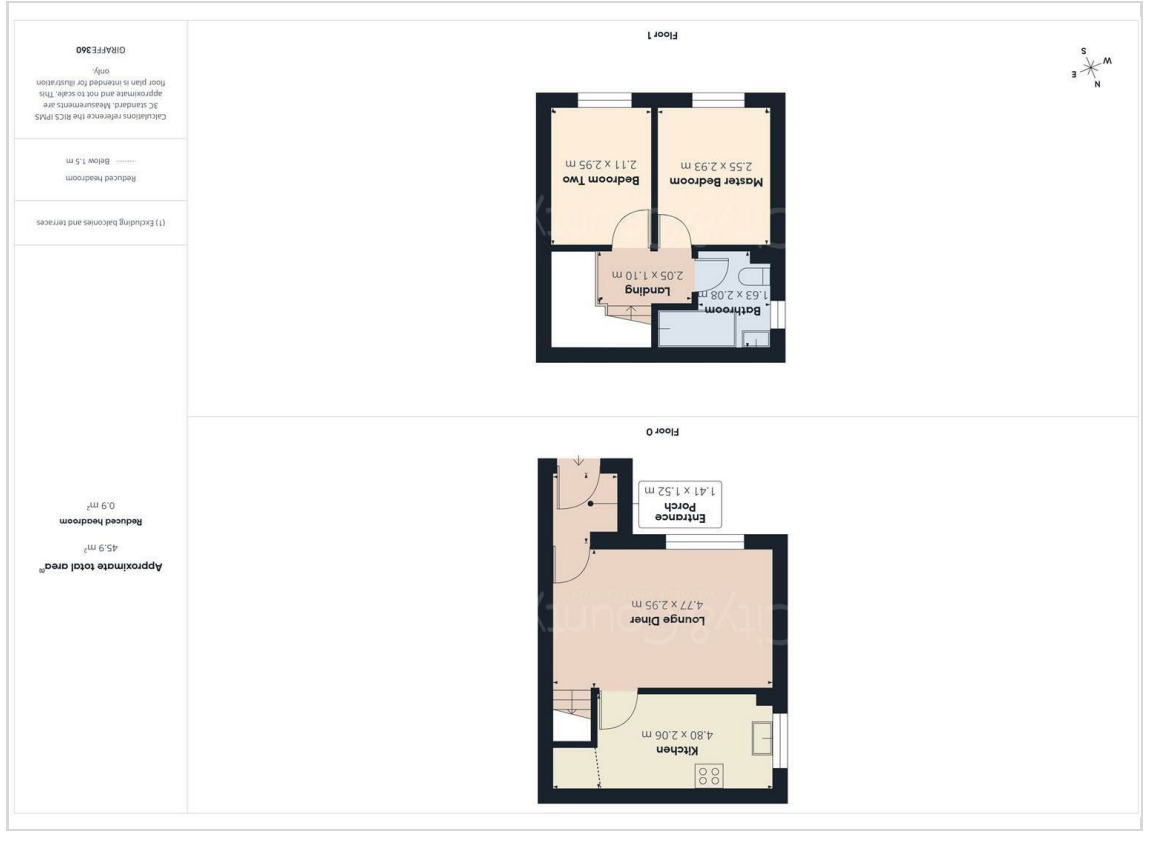 Kitchen
4.80 x 2.06 m
Lounge Diner
4.77 x 2.95 m
City&County
Entrance
Porch
1.41 x 1.52 m
Floor 0
Bathroom
1.63 x 2.08 m
Landing
2.05 x 1.10 m
Master Bedroom
2.55 x 2.93 m
Bedroom Two
2.11 x 2.95 m
City&County
N
W
E
S
Floor 1
Approximate total area(1)
45.9 m²
Reduced headroom
0.9 m²
(1) Excluding balconies and terraces
Reduced headroom
Below 1.5 m
Calculations reference the RICS IPMS
3C standard. Measurements are
approximate and not to scale. This
floor plan is intended for illustration
only.
GIRAFFE360